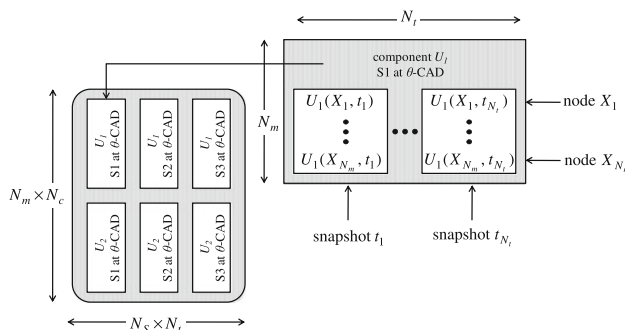 N_t
component U_1
S1 at θ-CAD
U_1(X_1, t_1)
U_1(X_1, t_{N_t})
node X_1
N_m
U_1(X_{N_m}, t_1)
U_1(X_{N_m}, t_{N_t})
node X_N
snapshot t_1
snapshot t_{N_t}
U_1
S1 at θ-CAD
U_1
S2 at θ-CAD
U_1
S3 at θ-CAD
N_m × N_c
U_2
S1 at θ-CAD
U_2
S2 at θ-CAD
U_2
S3 at θ-CAD
N_S × N_t